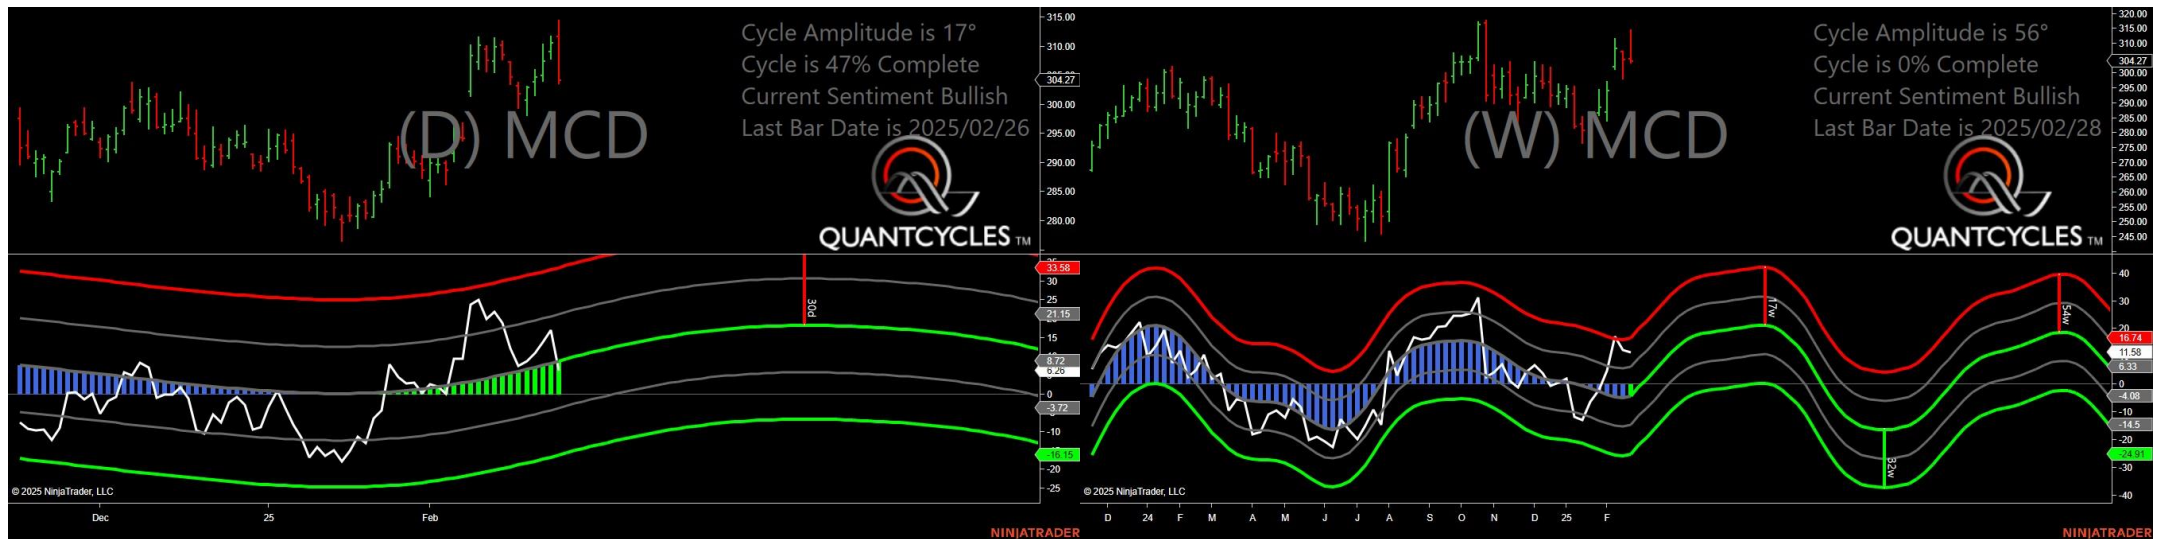 Cycle Amplitude is 17°
Cycle is 47% Complete
Current Sentiment Bullish
Last Bar Date is 2025/02/26
(D) MCD
QUANTCYCLES TM
315.00
310.00
304.27
300.00
295.00
290.00
285.00
280.00
33.58
30
25
21.15
15
8.72
6.26
0
-3.72
-10
-16.15
-20
-25
30d
© 2025 NinjaTrader, LLC
Dec
25
Feb
NINJATRADER
Cycle Amplitude is 56°
Cycle is 0% Complete
Current Sentiment Bullish
Last Bar Date is 2025/02/28
(W) MCD
QUANTCYCLES TM
320.00
315.00
310.00
304.27
300.00
295.00
290.00
285.00
280.00
275.00
270.00
265.00
260.00
255.00
250.00
245.00
40
30
20
16.74
11.58
6.33
0
-4.08
-10
-14.5
-20
-24.91
-30
-40
17w
32w
54w
© 2025 NinjaTrader, LLC
D 24 F M A M J J A S O N D 25 F
NINJATRADER